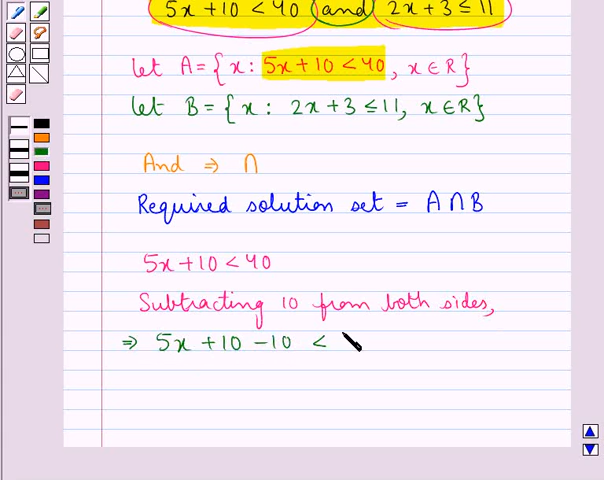 5x+10<40 and 2x+3≤11
let A={x: 5x+10<40, x∈R}
let B={x: 2x+3≤11, x∈R}
And ⇒ ∩
Required solution set = A∩B
5x+10<40
Subtracting 10 from both sides,
⇒ 5x+10-10 <